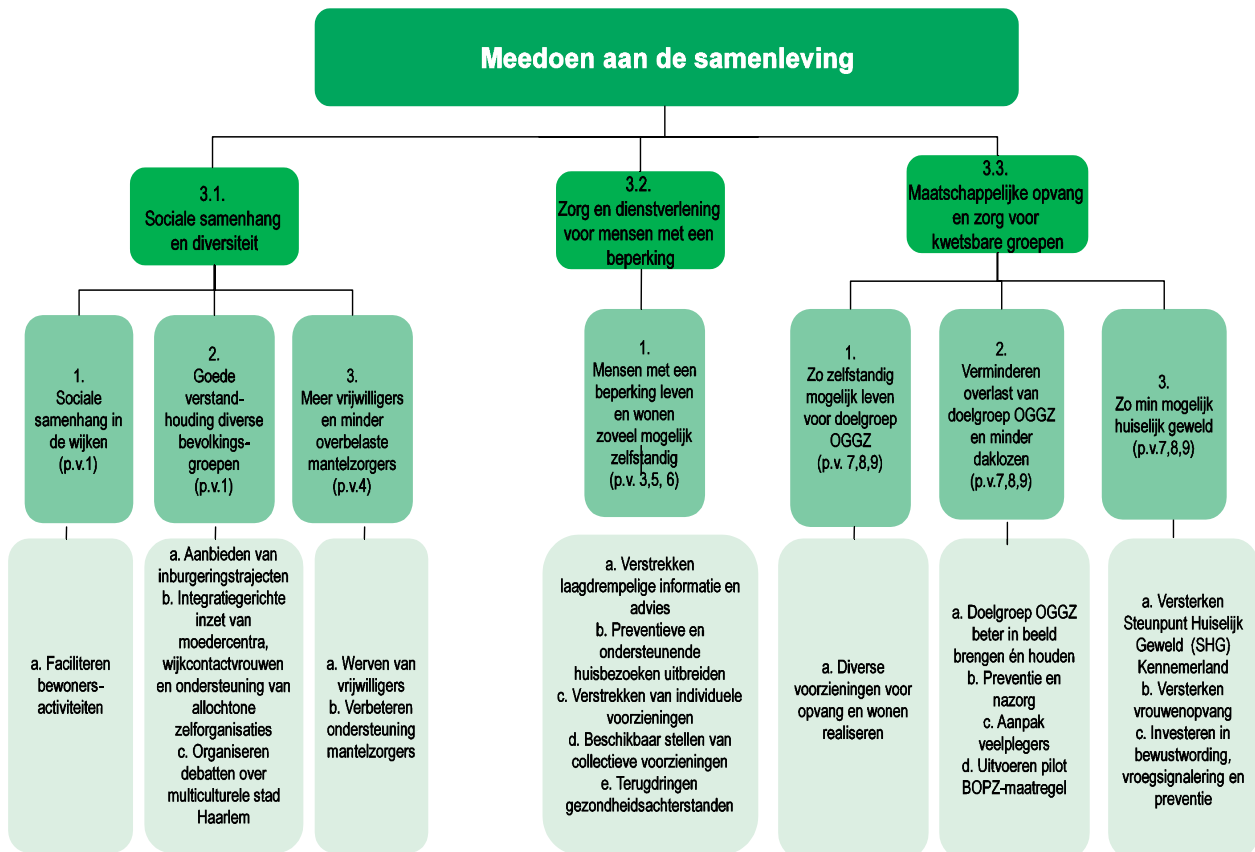 Meedoen aan de samenleving
3.1.
Sociale samenhang
en diversiteit
3.2.
Zorg en dienstverlening
voor mensen met een
beperking
3.3.
Maatschappelijke opvang
en zorg voor
kwetsbare groepen
1.
Sociale
samenhang in
de wijken
(p.v.1)
2.
Goede
verstand-
houding diverse
bevolkings-
groepen
(p.v.1)
3.
Meer vrijwilligers
en minder
overbelaste
mantelzorgers
(p.v.4)
1.
Mensen met een
beperking leven
en wonen
zoveel mogelijk
zelfstandig
(p.v. 3,5, 6)
1.
Zo zelfstandig
mogelijk leven
voor doelgroep
OGGZ
(p.v. 7,8,9)
2.
Verminderen
overlast van
doelgroep OGGZ
en minder
daklozen
(p.v.7,8,9)
3.
Zo min mogelijk
huiselijk geweld
(p.v.7,8,9)
a. Faciliteren
bewoners-
activiteiten
a. Aanbieden van
inburgeringstrajecten
b. Integratiegerichte
inzet van
moedercentra,
wijkcontactvrouwen
en ondersteuning van
allochtone
zelforganisaties
c. Organiseren
debatten over
multiculturele stad
Haarlem
a. Werven van
vrijwilligers
b. Verbeteren
ondersteuning
mantelzorgers
a. Verstrekken
laagdrempelige informatie en
advies
b. Preventieve en
ondersteunende
huisbezoeken uitbreiden
c. Verstrekken van individuele
voorzieningen
d. Beschikbaar stellen van
collectieve voorzieningen
e. Terugdringen
gezondheidsachterstanden
a. Diverse
voorzieningen voor
opvang en wonen
realiseren
a. Doelgroep OGGZ
beter in beeld
brengen én houden
b. Preventie en
nazorg
c. Aanpak
veelplegers
d. Uitvoeren pilot
BOPZ-maatregel
a. Versterken
Steunpunt Huiselijk
Geweld (SHG)
Kennemerland
b. Versterken
vrouwenopvang
c. Investeren in
bewustwording,
vroegsignalering en
preventie